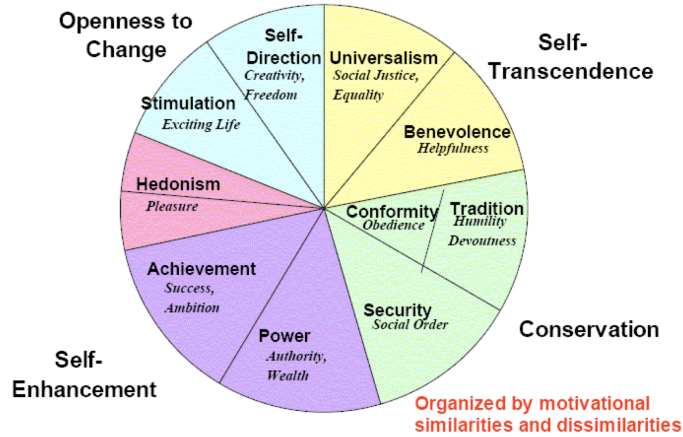 Openness to
Change
Self-
Direction
Creativity,
Freedom
Universalism
Social Justice,
Equality
Self-
Transcendence
Stimulation
Exciting Life
Benevolence
Helpfulness
Hedonism
Pleasure
Conformity
Obedience
Tradition
Humility
Devoutness
Achievement
Success,
Ambition
Security
Social Order
Power
Authority,
Wealth
Conservation
Self-
Enhancement
Organized by motivational
similarities and dissimilarities